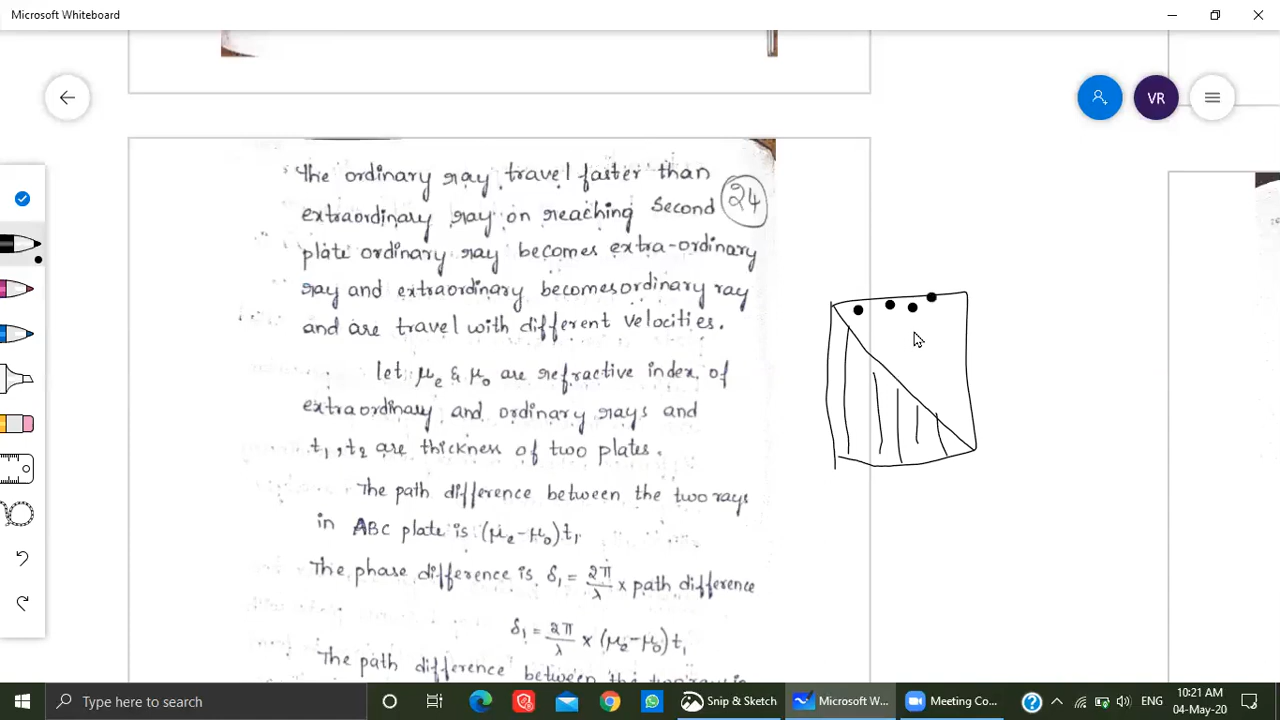 Microsoft Whiteboard
VR
The ordinary ray travel faster than
extraordinary ray on reaching second
24
plate ordinary ray becomes extra-ordinary
ray and extraordinary becomes ordinary ray
and are travel with different velocities.
let μe & μo are refractive index of
extraordinary and ordinary rays and
t1, t2 are thickness of two plates.
The path difference between the two rays
in ABC plate is (μe-μo)t1
The phase difference is δ1 = 2π/λ x path difference
δ1 = 2π/λ x (μe-μo) t1
The path difference between the two rays in
Type here to search
Snip & Sketch
Microsoft W...
Meeting Co...
ENG
10:21 AM
04-May-20